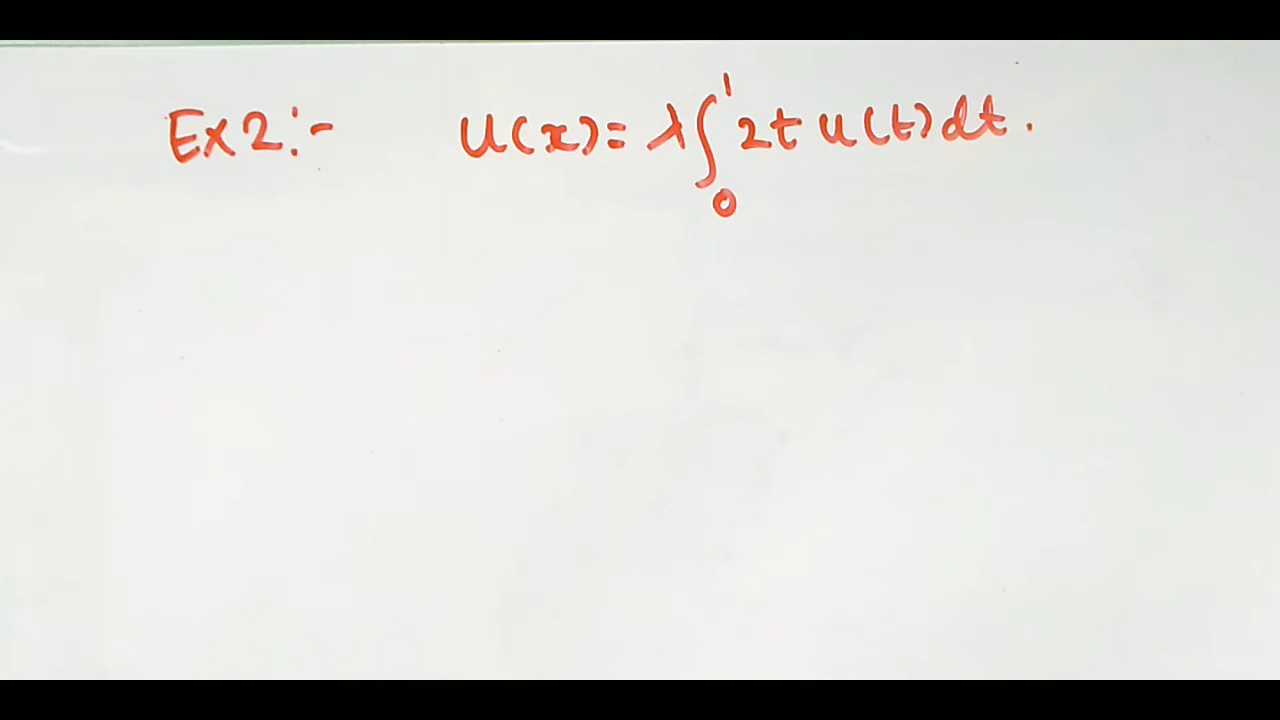 Ex 2:- u(x) = λ∫₀¹ 2t u(t) dt.